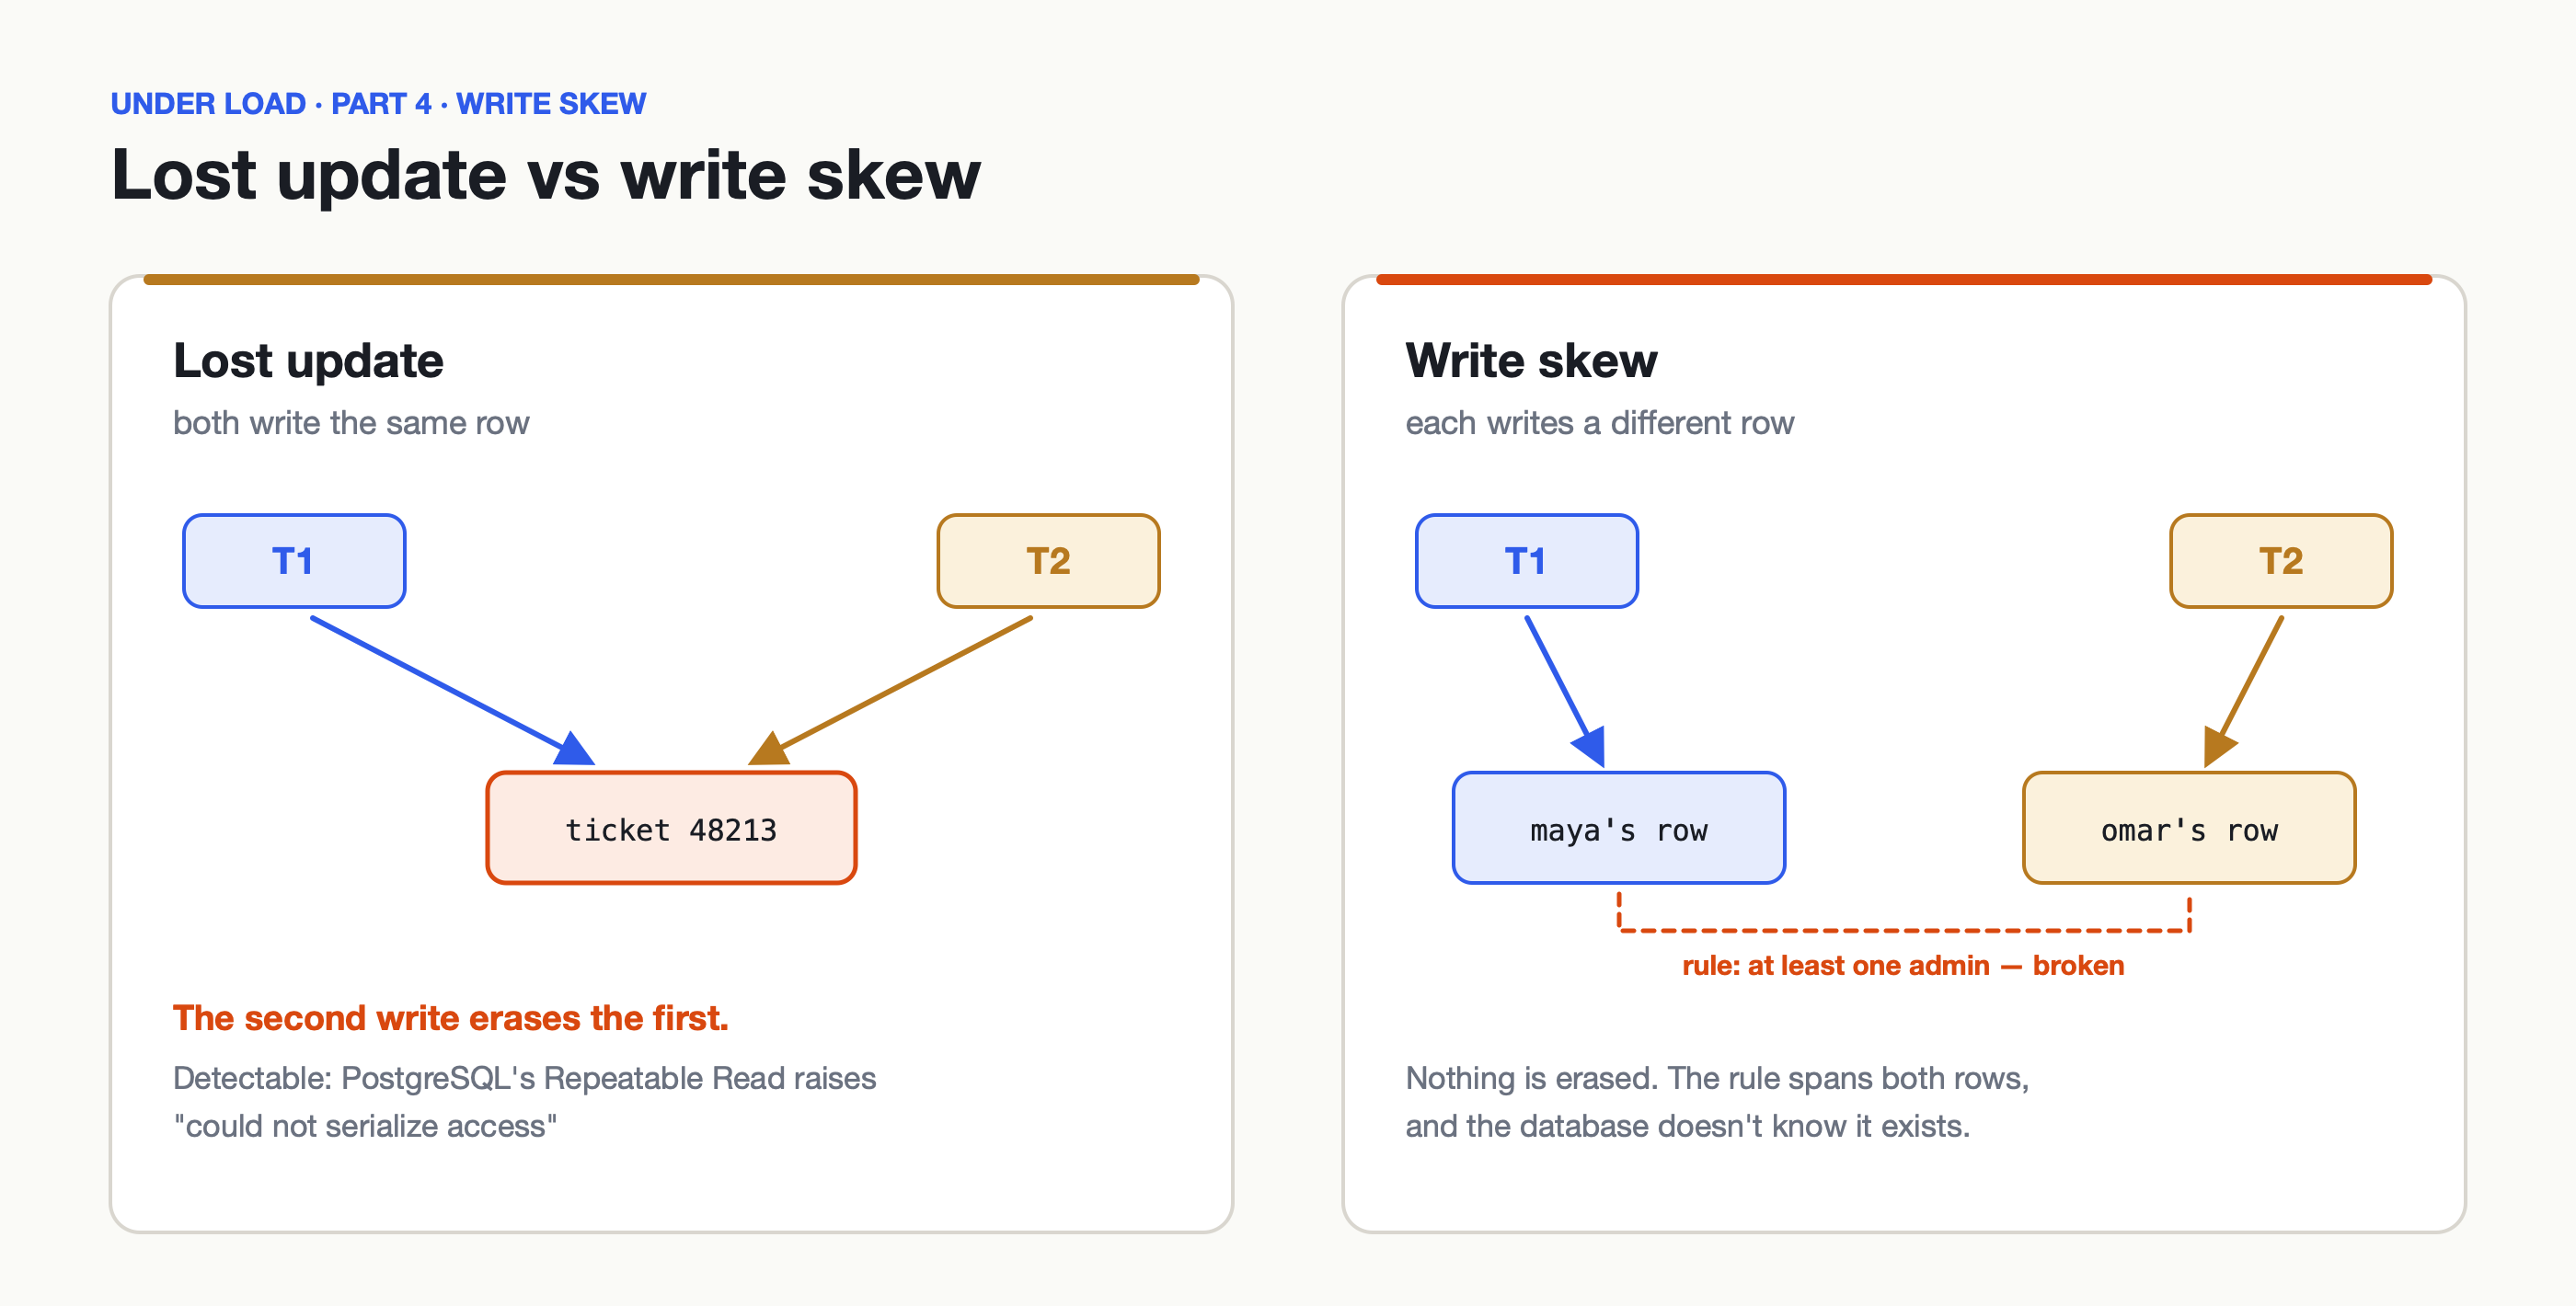 UNDER LOAD · PART 4 · WRITE SKEW
Lost update vs write skew
Lost update
both write the same row
T1
T2
ticket 48213
The second write erases the first.
Detectable: PostgreSQL's Repeatable Read raises
"could not serialize access"
Write skew
each writes a different row
T1
T2
maya's row
omar's row
rule: at least one admin — broken
Nothing is erased. The rule spans both rows,
and the database doesn't know it exists.